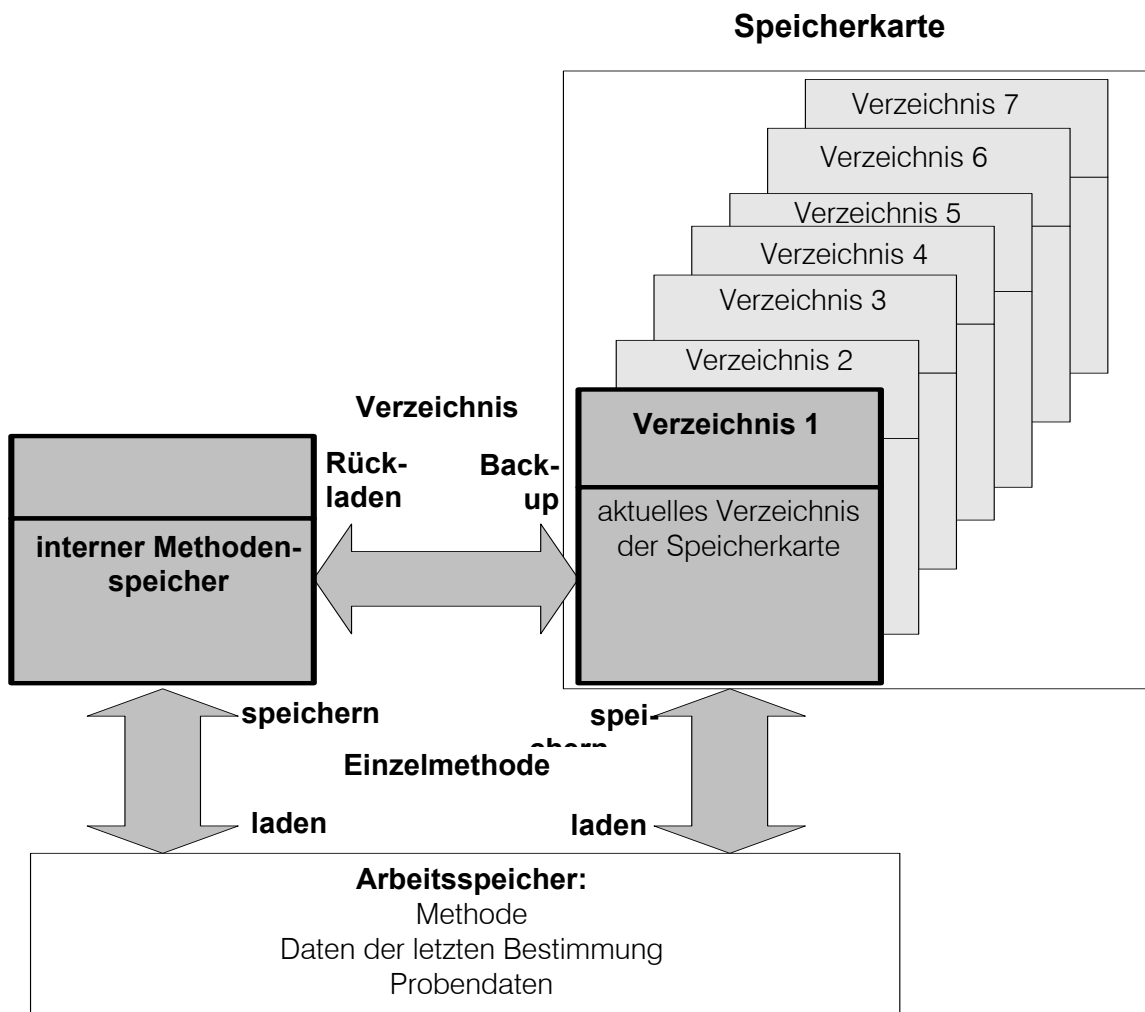 Speicherkarte
Verzeichnis 7
Verzeichnis 6
Verzeichnis 5
Verzeichnis 4
Verzeichnis 3
Verzeichnis 2
Verzeichnis 1
aktuelles Verzeichnis
der Speicherkarte
Verzeichnis
Rück-
laden
Back-
up
interner Methoden-
speicher
speichern
spei-
chern
Einzelmethode
laden
laden
Arbeitsspeicher:
Methode
Daten der letzten Bestimmung
Probendaten